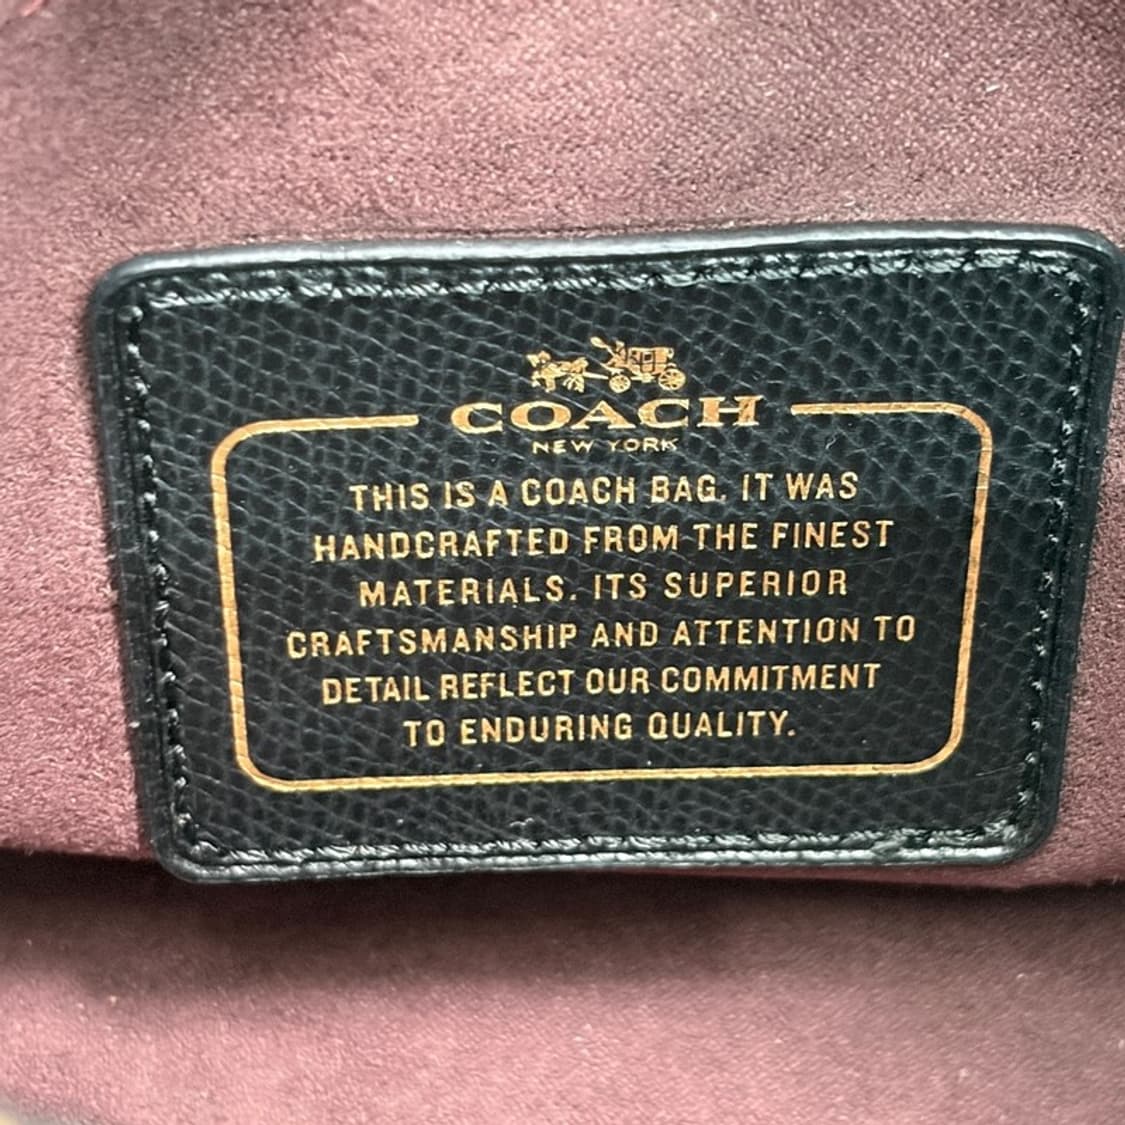 COACH
NEW YORK
THIS IS A COACH BAG. IT WAS
HANDCRAFTED FROM THE FINEST
MATERIALS. ITS SUPERIOR
CRAFTSMANSHIP AND ATTENTION TO
DETAIL REFLECT OUR COMMITMENT
TO ENDURING QUALITY.